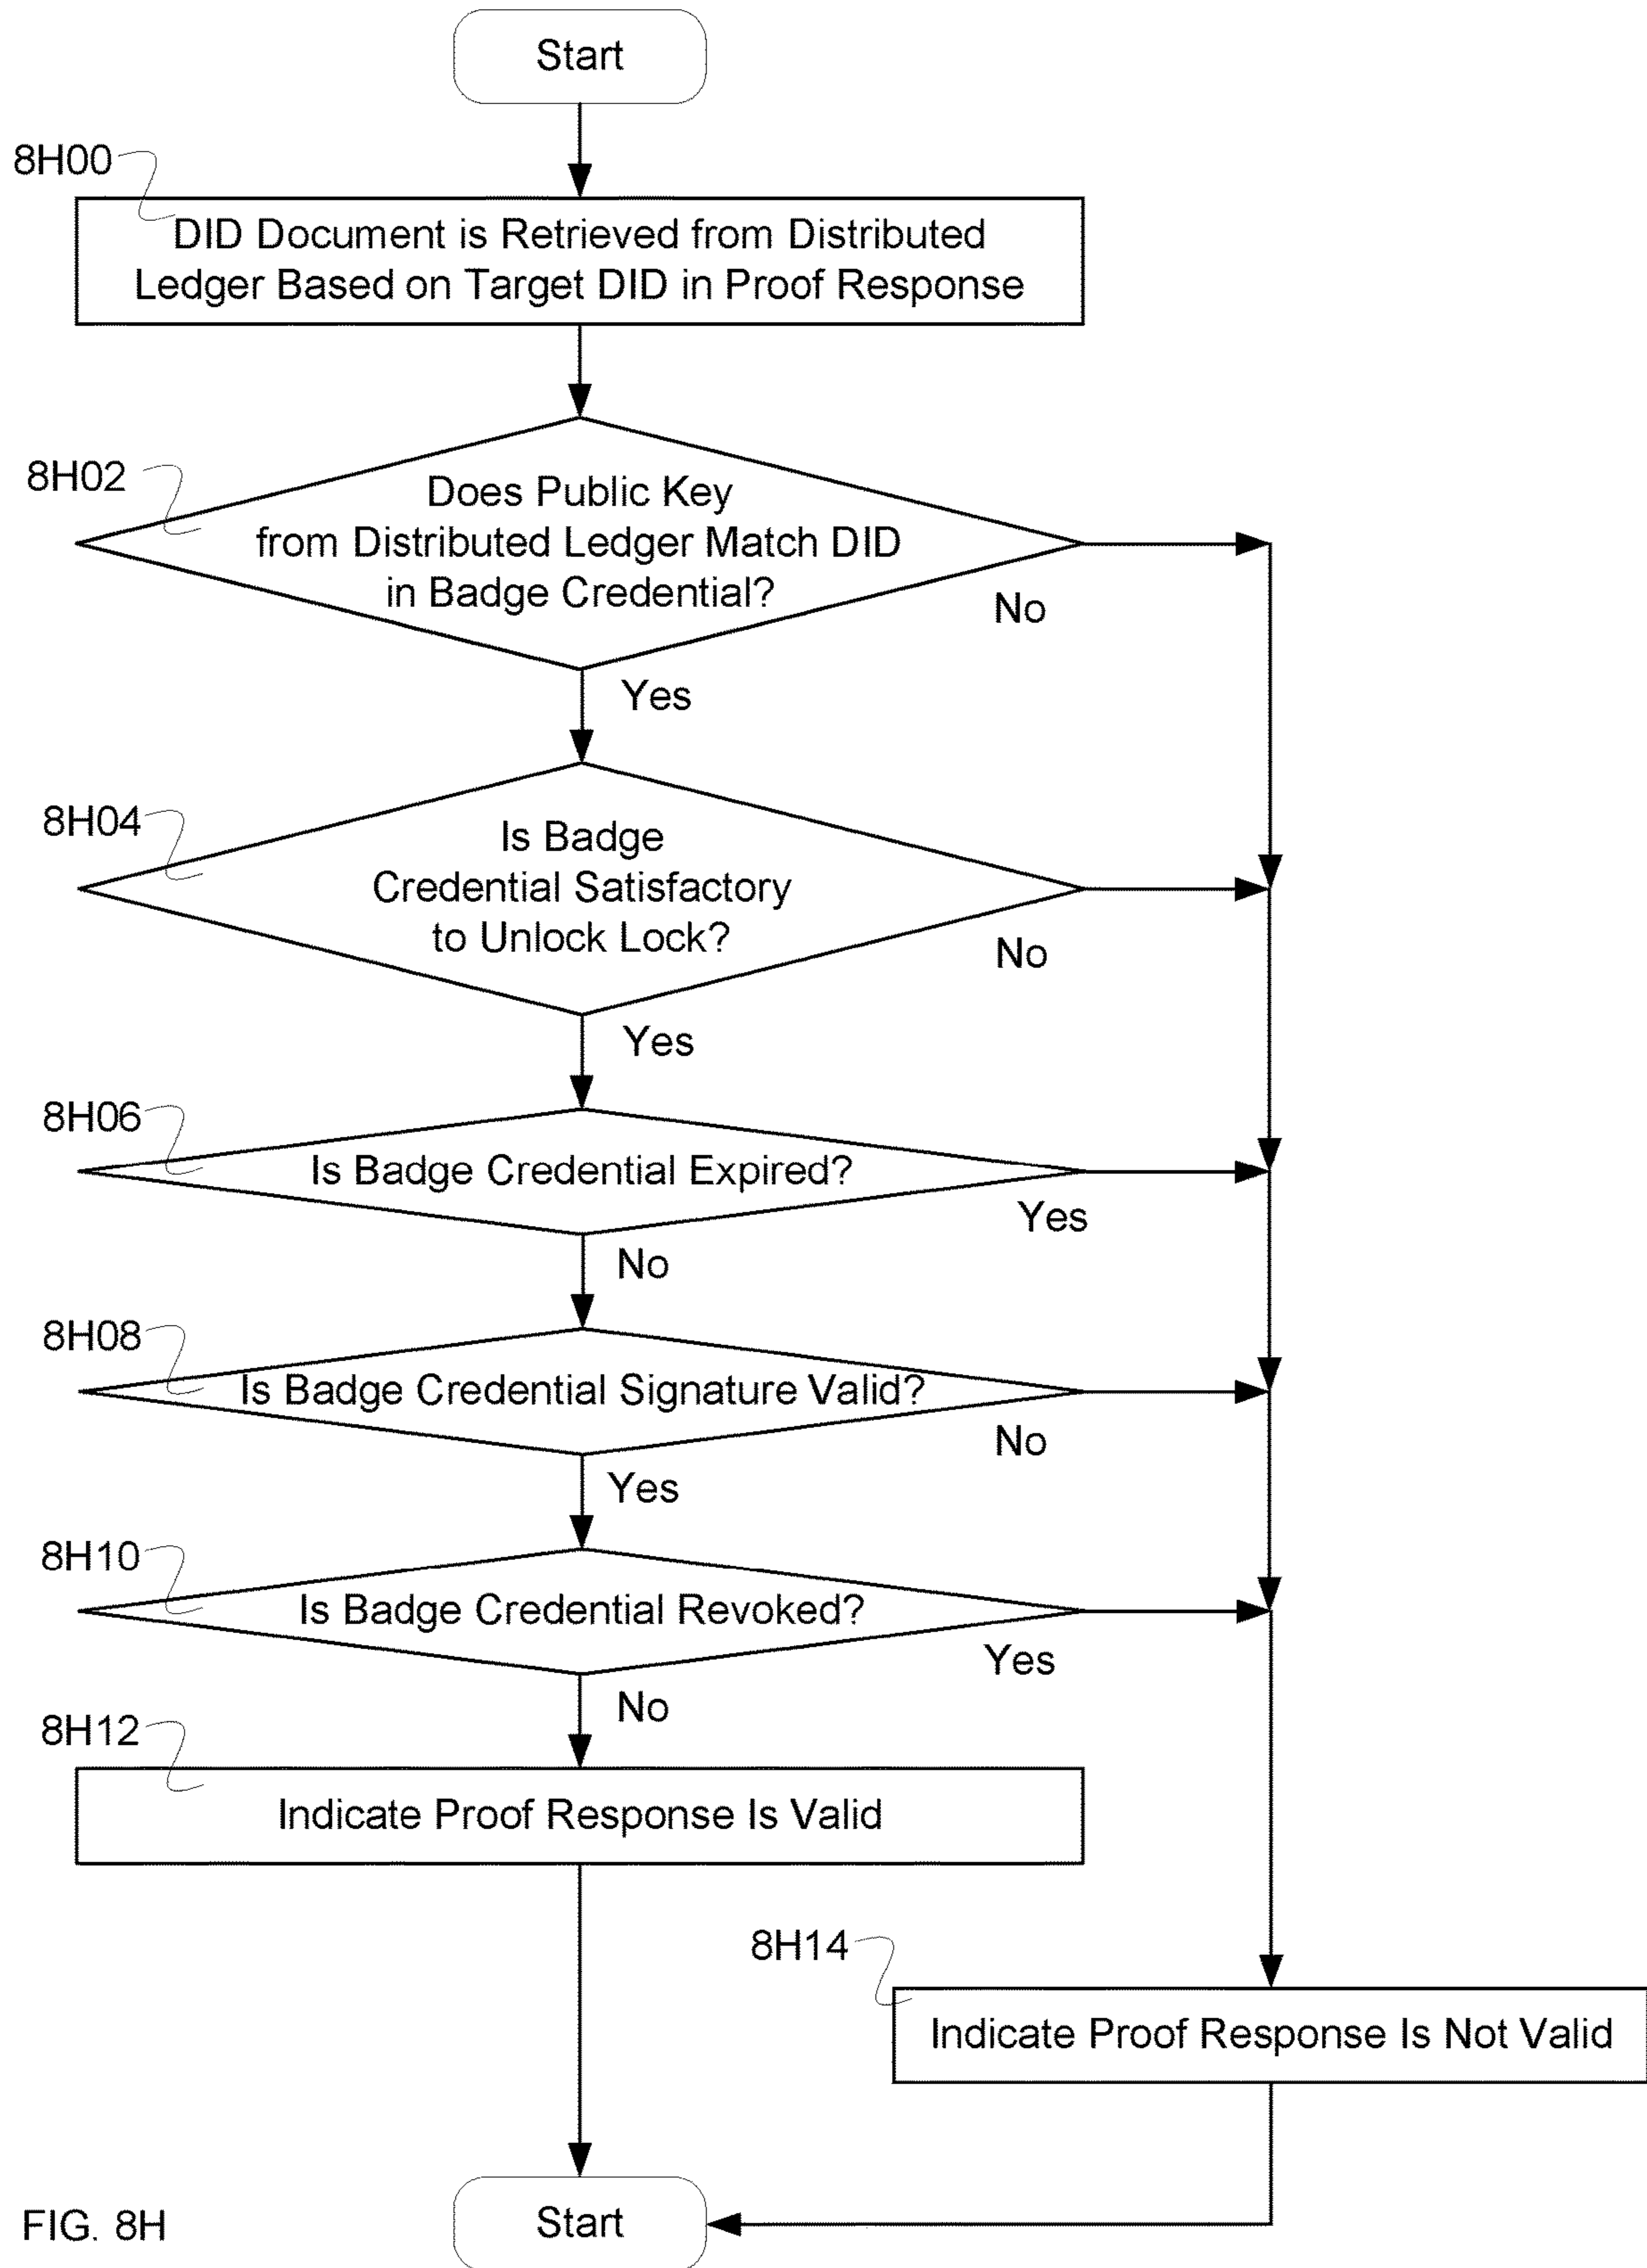 Start
8H00
DID Document is Retrieved from Distributed
Ledger Based on Target DID in Proof Response
8H02
Does Public Key
from Distributed Ledger Match DID
in Badge Credential?
No
Yes
8H04
Is Badge
Credential Satisfactory
to Unlock Lock?
No
Yes
8H06
Is Badge Credential Expired?
Yes
No
8H08
Is Badge Credential Signature Valid?
No
Yes
8H10
Is Badge Credential Revoked?
Yes
No
8H12
Indicate Proof Response Is Valid
8H14
Indicate Proof Response Is Not Valid
Start
FIG. 8H